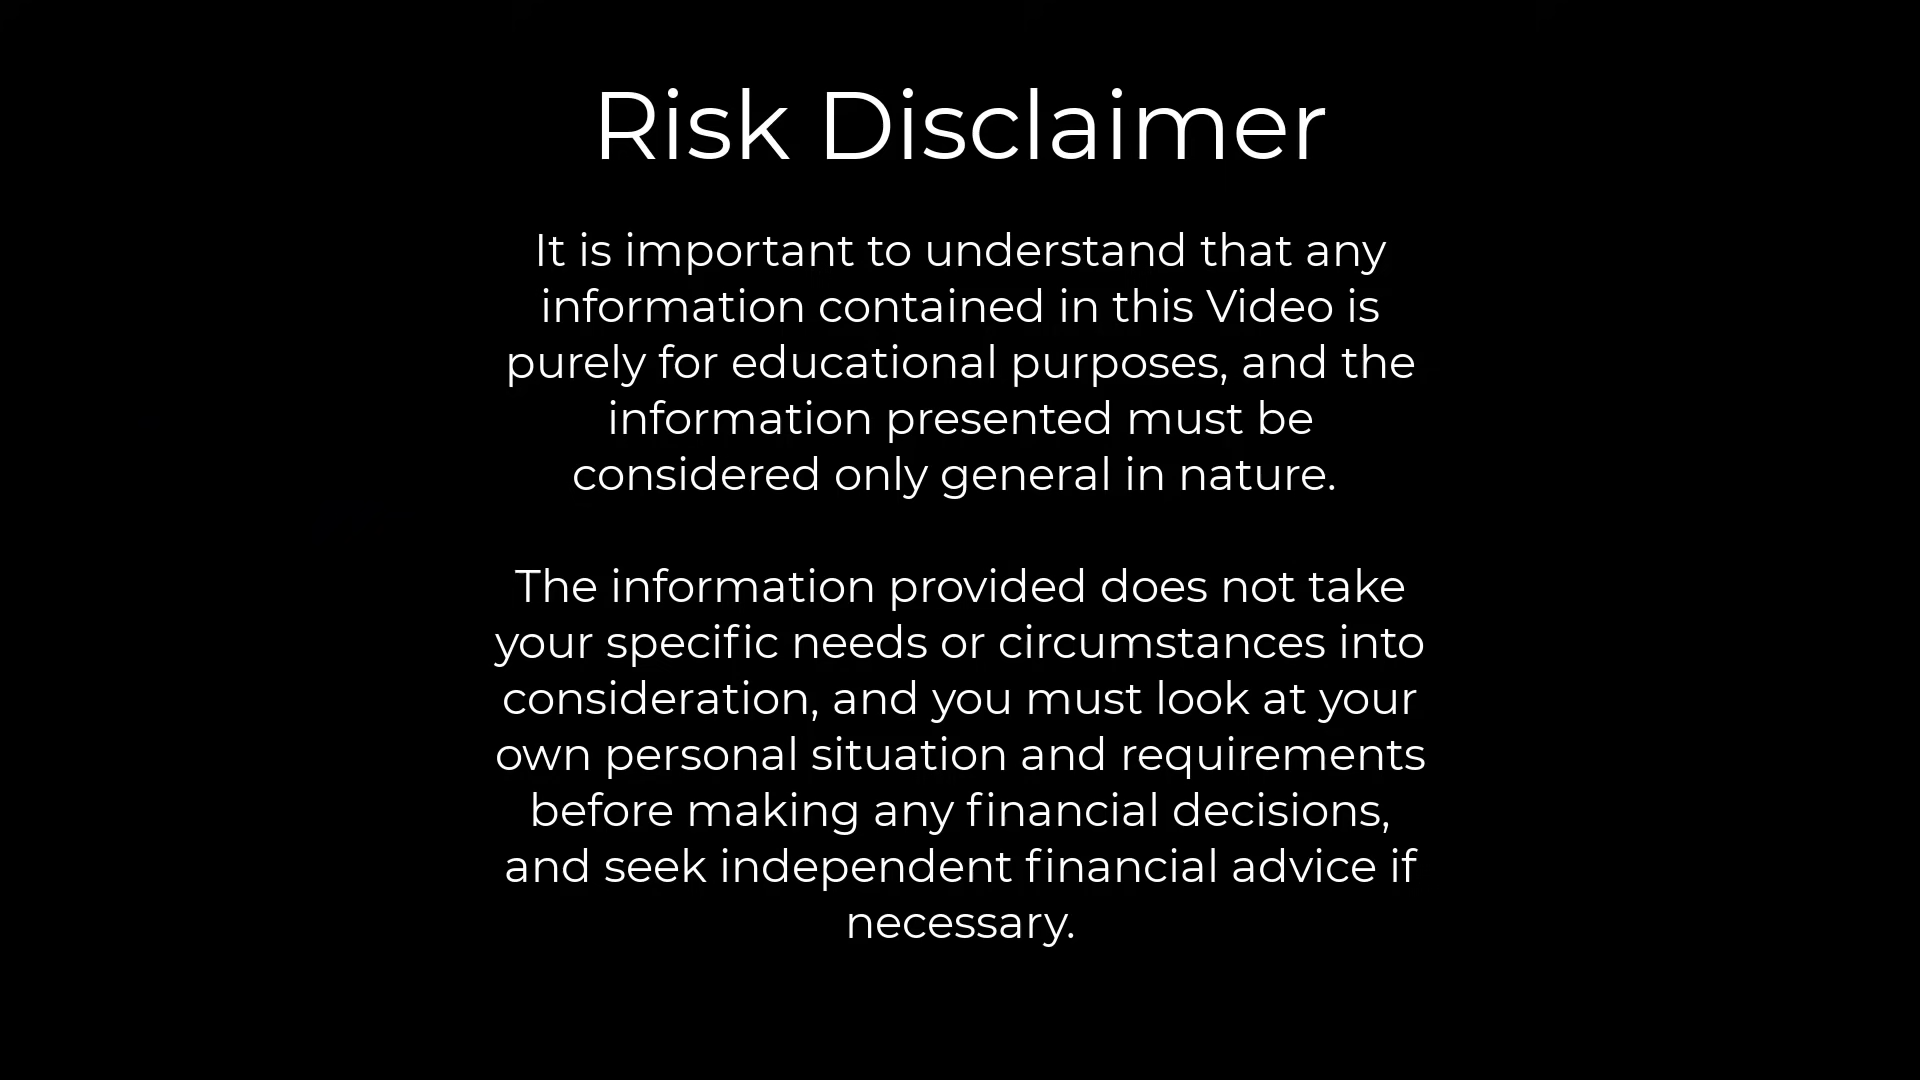 Risk Disclaimer
It is important to understand that any
information contained in this Video is
purely for educational purposes, and the
information presented must be
considered only general in nature.
The information provided does not take
your specific needs or circumstances into
consideration, and you must look at your
own personal situation and requirements
before making any financial decisions,
and seek independent financial advice if
necessary.